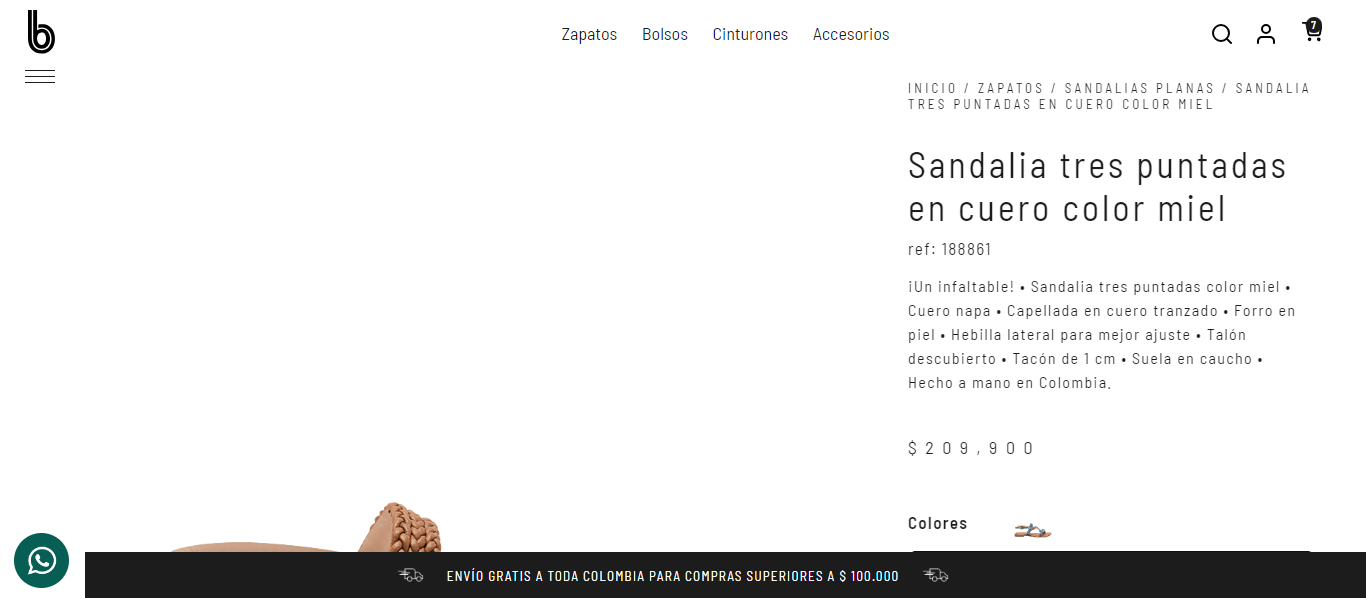 b
Zapatos Bolsos Cinturones Accesorios
7
INICIO / ZAPATOS / SANDALIAS PLANAS / SANDALIA
TRES PUNTADAS EN CUERO COLOR MIEL
Sandalia tres puntadas
en cuero color miel
ref: 188861
¡Un infaltable! • Sandalia tres puntadas color miel •
Cuero napa • Capellada en cuero tranzado • Forro en
piel • Hebilla lateral para mejor ajuste • Talón
descubierto • Tacón de 1 cm • Suela en caucho •
Hecho a mano en Colombia.
$209,900
Colores
ENVÍO GRATIS A TODA COLOMBIA PARA COMPRAS SUPERIORES A $ 100.000